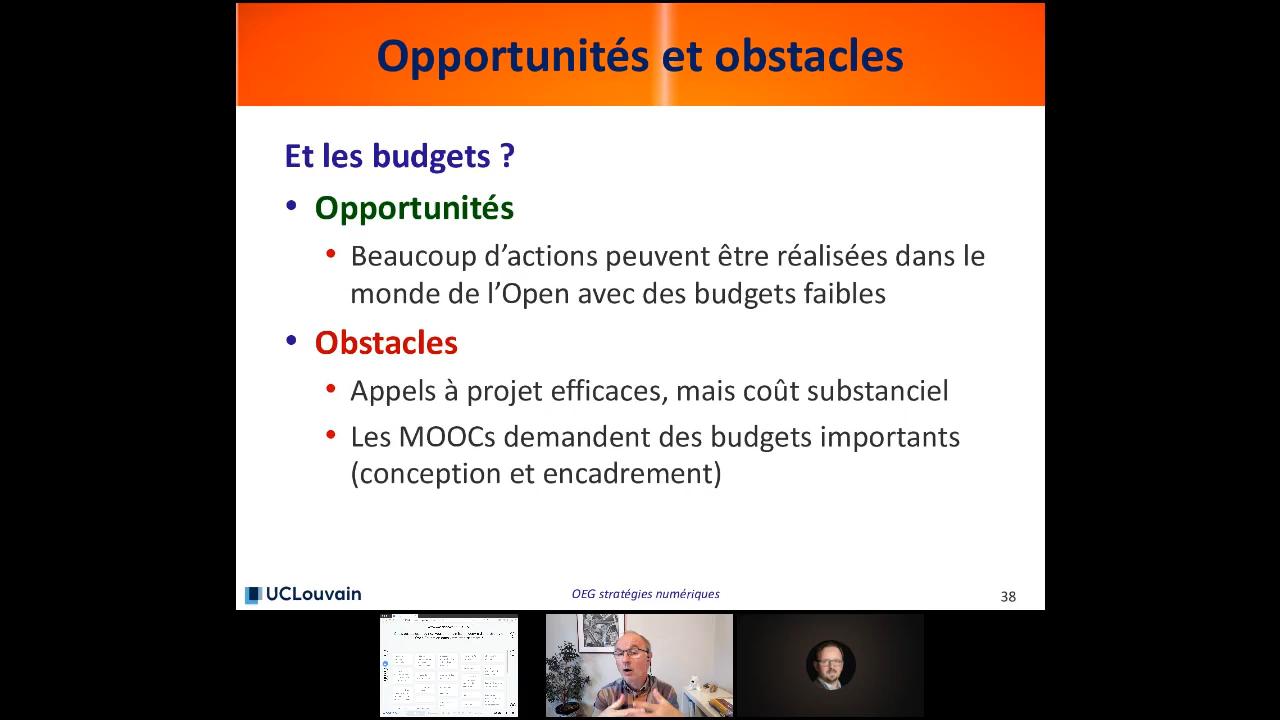 Opportunités et obstacles
Et les budgets ?
• Opportunités
• Beaucoup d’actions peuvent être réalisées dans le
monde de l’Open avec des budgets faibles
• Obstacles
• Appels à projet efficaces, mais coût substanciel
• Les MOOCs demandent des budgets importants
(conception et encadrement)
UCLouvain
OEG stratégies numériques
38